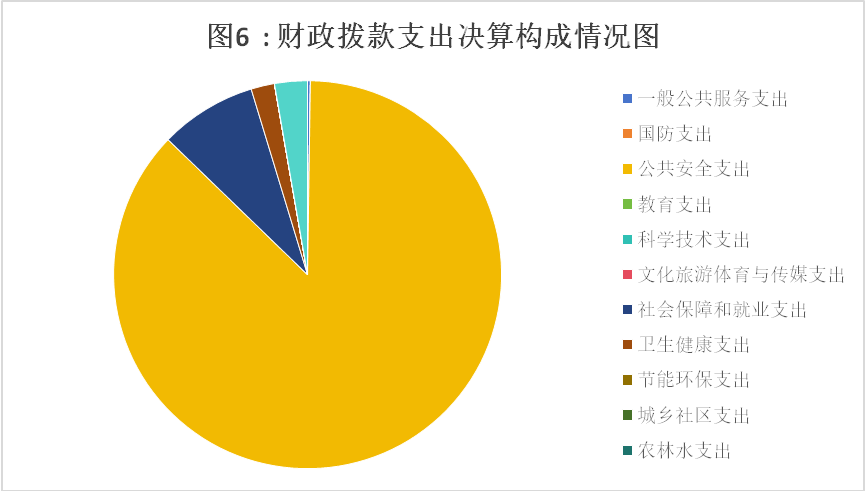 图6 ：财政拨款支出决算构成情况图
一般公共服务支出
国防支出
公共安全支出
教育支出
科学技术支出
文化旅游体育与传媒支出
社会保障和就业支出
卫生健康支出
节能环保支出
城乡社区支出
农林水支出